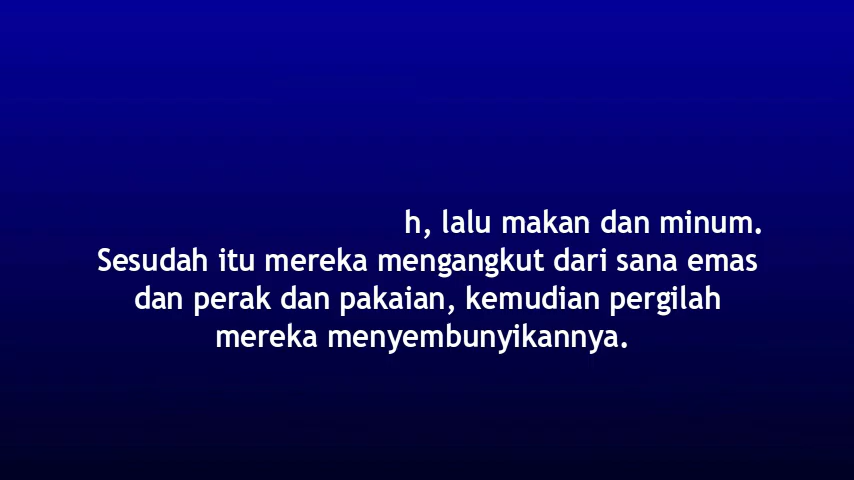 h, lalu makan dan minum.
Sesudah itu mereka mengangkut dari sana emas
dan perak dan pakaian, kemudian pergilah
mereka menyembunyikannya.